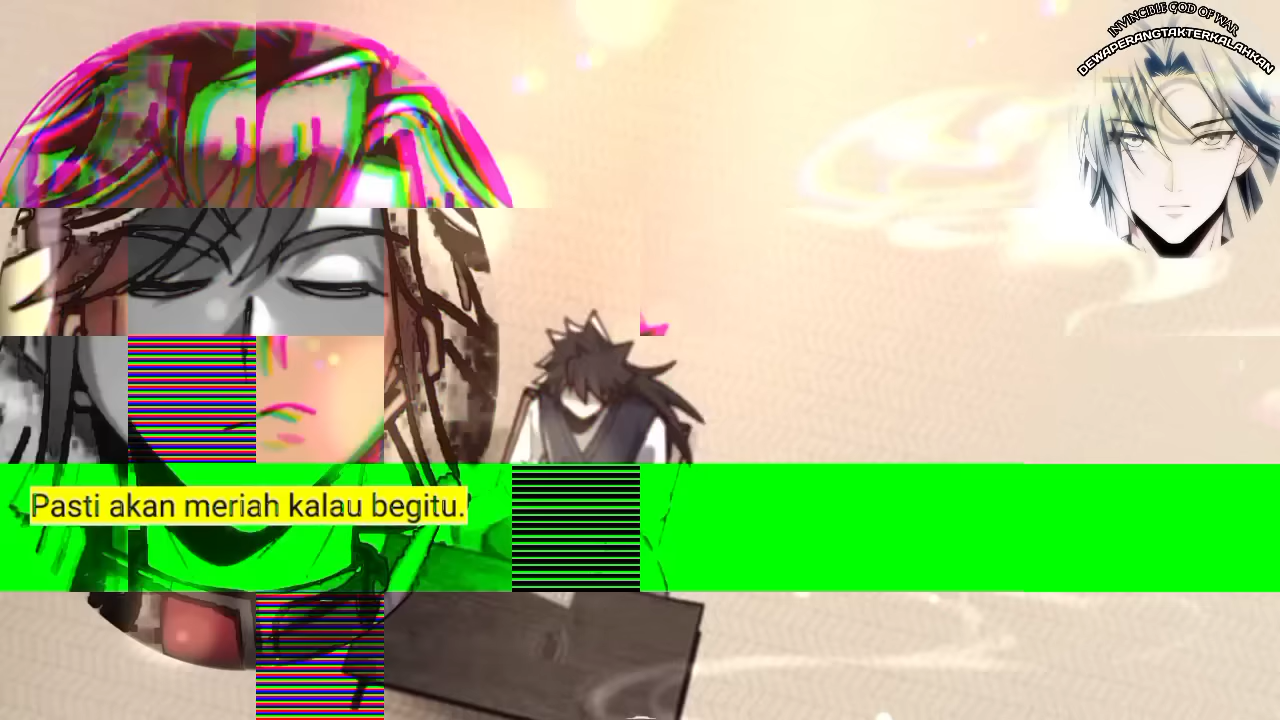 INVINCIBLE GOD OF WAR
DEWAPERANGTAKTERKALAHKAN
Pasti akan meriah kalau begitu.